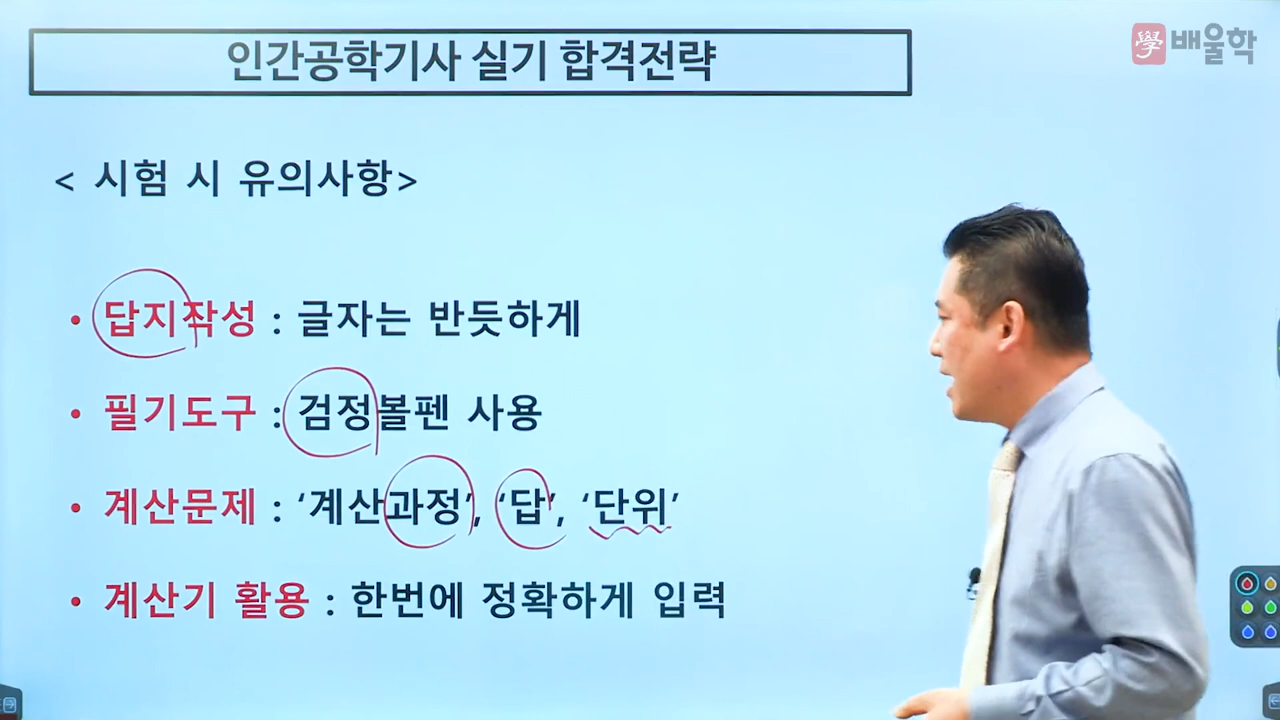 인간공학기사 실기 합격전략
學 배울학
< 시험 시 유의사항>
• 답지작성 : 글자는 반듯하게
• 필기도구 : 검정볼펜 사용
• 계산문제 : ‘계산과정’, ‘답’, ‘단위’
• 계산기 활용 : 한번에 정확하게 입력